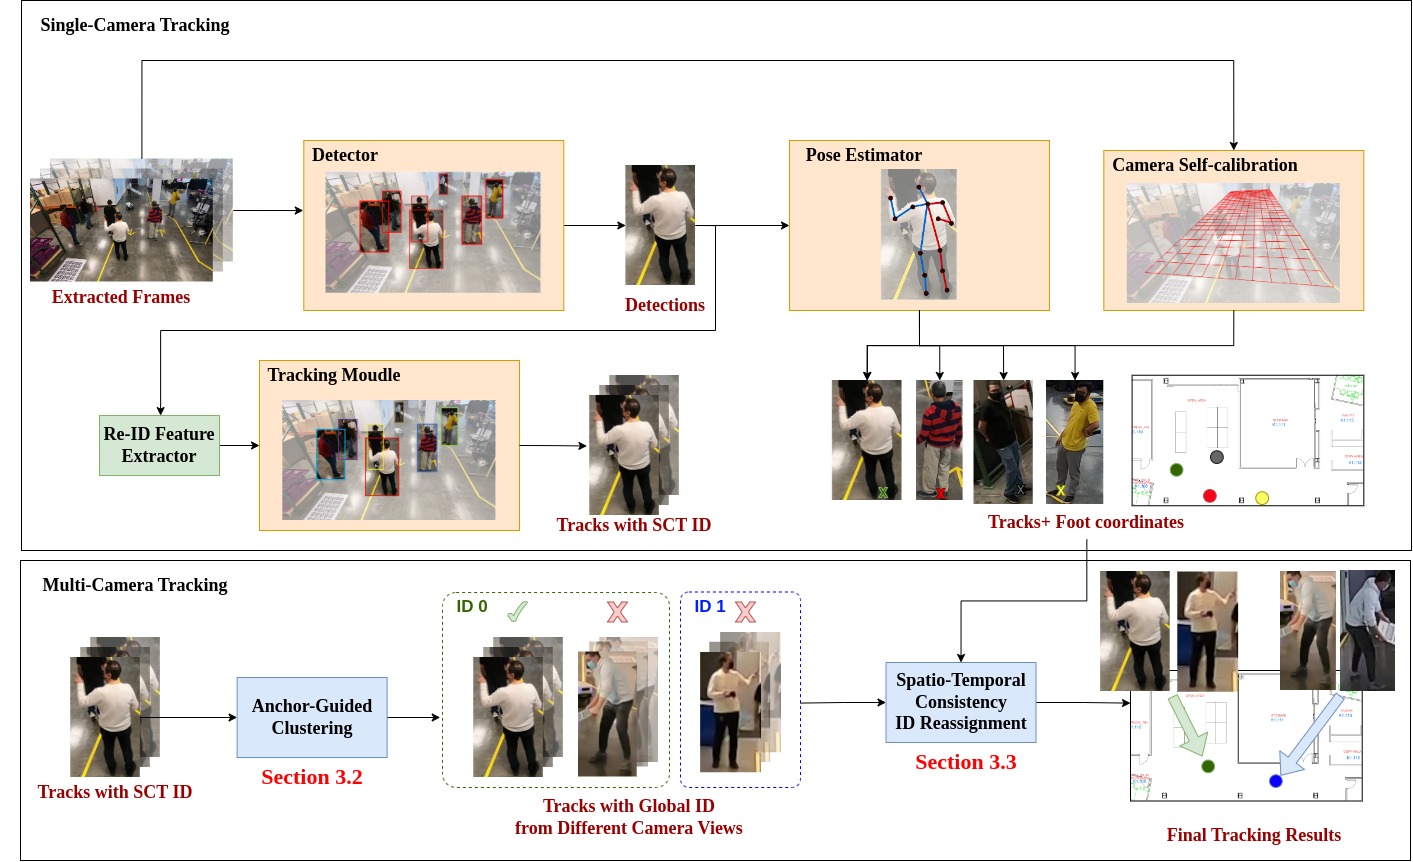 Single-Camera Tracking
Detector
Pose Estimator
Camera Self-calibration
Extracted Frames
Detections
Tracking Moudle
Re-ID Feature
Extractor
Tracks with SCT ID
X
X
X
X
Tracks+ Foot coordinates
Multi-Camera Tracking
ID 0
ID 1
Anchor-Guided
Clustering
Section 3.2
Tracks with SCT ID
Tracks with Global ID
from Different Camera Views
Spatio-Temporal
Consistency
ID Reassignment
Section 3.3
Final Tracking Results